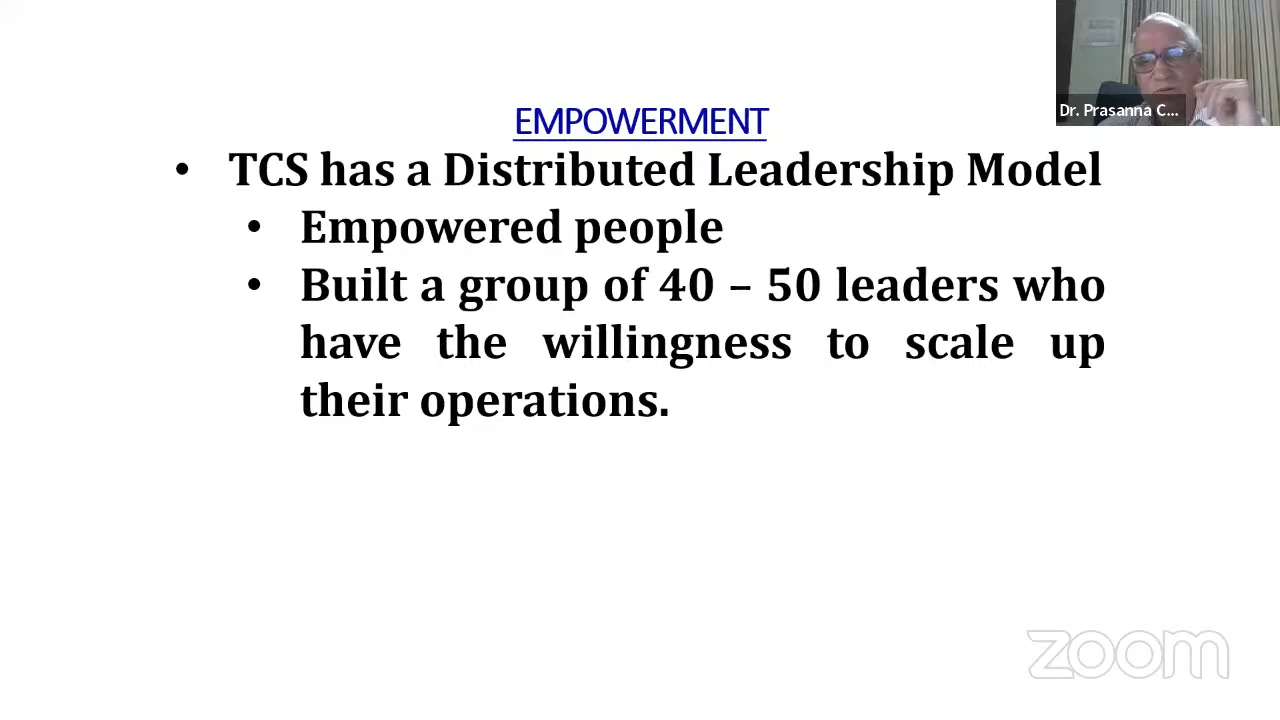 Dr. Prasanna C...
EMPOWERMENT
• TCS has a Distributed Leadership Model
• Empowered people
• Built a group of 40 – 50 leaders who
have the willingness to scale up
their operations.
zoom